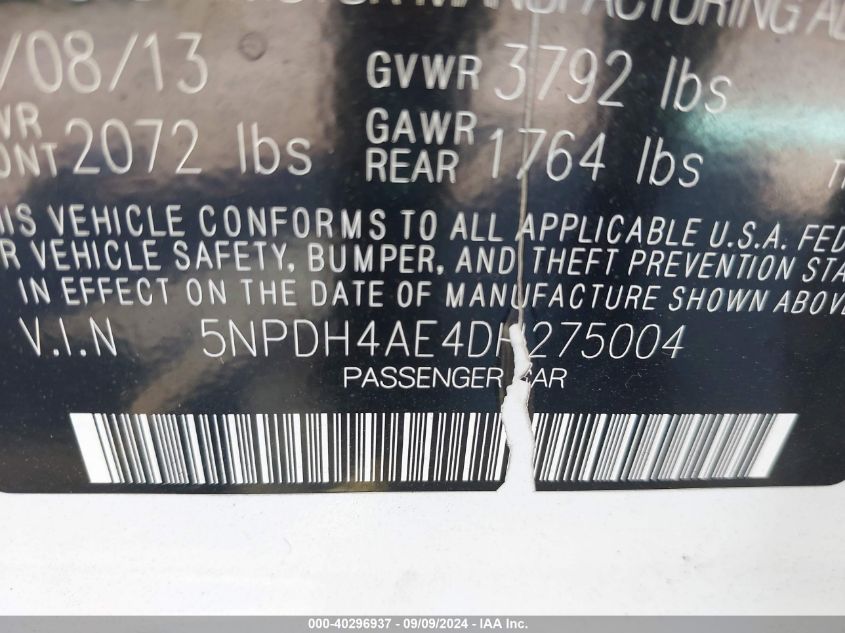 MANUFACTURING AL
/08/13 GVWR 3792 lbs
WR GAWR
ONT 2072 lbs REAR 1764 lbs
HIS VEHICLE CONFORMS TO ALL APPLICABLE U.S.A. FED
R VEHICLE SAFETY, BUMPER, AND THEFT PREVENTION STA
IN EFFECT ON THE DATE OF MANUFACTURE SHOWN ABOVE
V.I.N 5NPDH4AE4DH275004
PASSENGER CAR
000-40296937 - 09/09/2024 - IAA Inc.